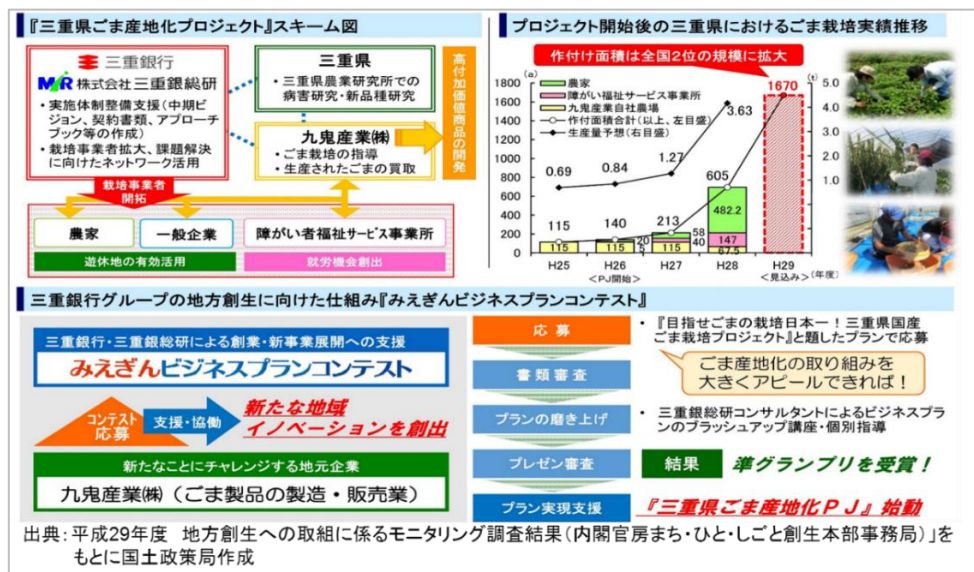 『三重県ごま産地化プロジェクト』スキーム図
三重銀行
MiR 株式会社三重銀総研
・実施体制整備支援（中期ビ
ジョン、契約書類、アプローチ
ブック等の作成）
・栽培事業者拡大、課題解決
に向けたネットワーク活用
三重県
・三重県農業研究所での
病害研究・新品種研究
九鬼産業㈱
・ごま栽培の指導
・生産されたごまの買取
高付加価値商品の開発
栽培事業者
開拓
農家
一般企業
障がい者福祉サービス事業所
遊休地の有効活用
就労機会創出
プロジェクト開始後の三重県におけるごま栽培実績推移
作付け面積は全国2位の規模に拡大
(a)
(t)
農家
障がい福祉サービス事業所
九鬼産業自社農場
作付面積合計（以上、左目盛）
生産量予想（右目盛）
1800
1600
1400
1200
1000
800
600
400
200
0
5.0
4.0
3.0
2.0
1.0
0.69
0.84
1.27
3.63
1670
115
140
213
605
482.2
147
67.5
115
115
20
5
115
58
40
H25
H26
H27
H28
H29
＜PJ開始＞
＜見込み＞
(年度)
三重銀行グループの地方創生に向けた仕組み『みえぎんビジネスプランコンテスト』
三重銀行・三重銀総研による創業・新事業展開への支援
みえぎんビジネスプランコンテスト
コンテスト
応募
支援・協働
新たな地域
イノベーションを創出
新たなことにチャレンジする地元企業
九鬼産業㈱（ごま製品の製造・販売業）
応募
書類審査
プランの磨き上げ
プレゼン審査
プラン実現支援
・『目指せごまの栽培日本一！三重県国産
ごま栽培プロジェクト』と題したプランで応募
ごま産地化の取り組みを
大きくアピールできれば！
・三重銀総研コンサルタントによるビジネスプラ
ンのブラッシュアップ講座・個別指導
結果
準グランプリを受賞！
『三重県ごま産地化ＰＪ』始動
出典：平成29年度 地方創生への取組に係るモニタリング調査結果（内閣官房まち・ひと・しごと創生本部事務局）」を
もとに国土政策局作成